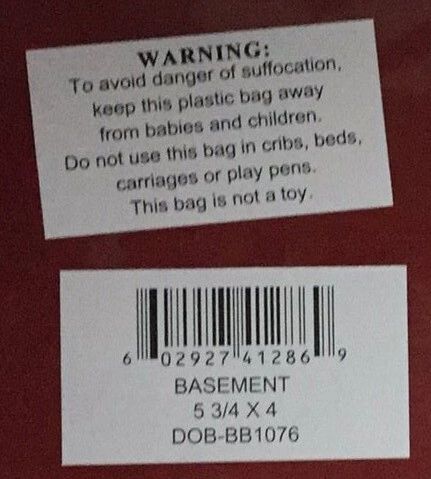 WARNING:
To avoid danger of suffocation,
keep this plastic bag away
from babies and children.
Do not use this bag in cribs, beds,
carriages or play pens.
This bag is not a toy.
6 02927 41286 9
BASEMENT
5 3/4 X 4
DOB-BB1076